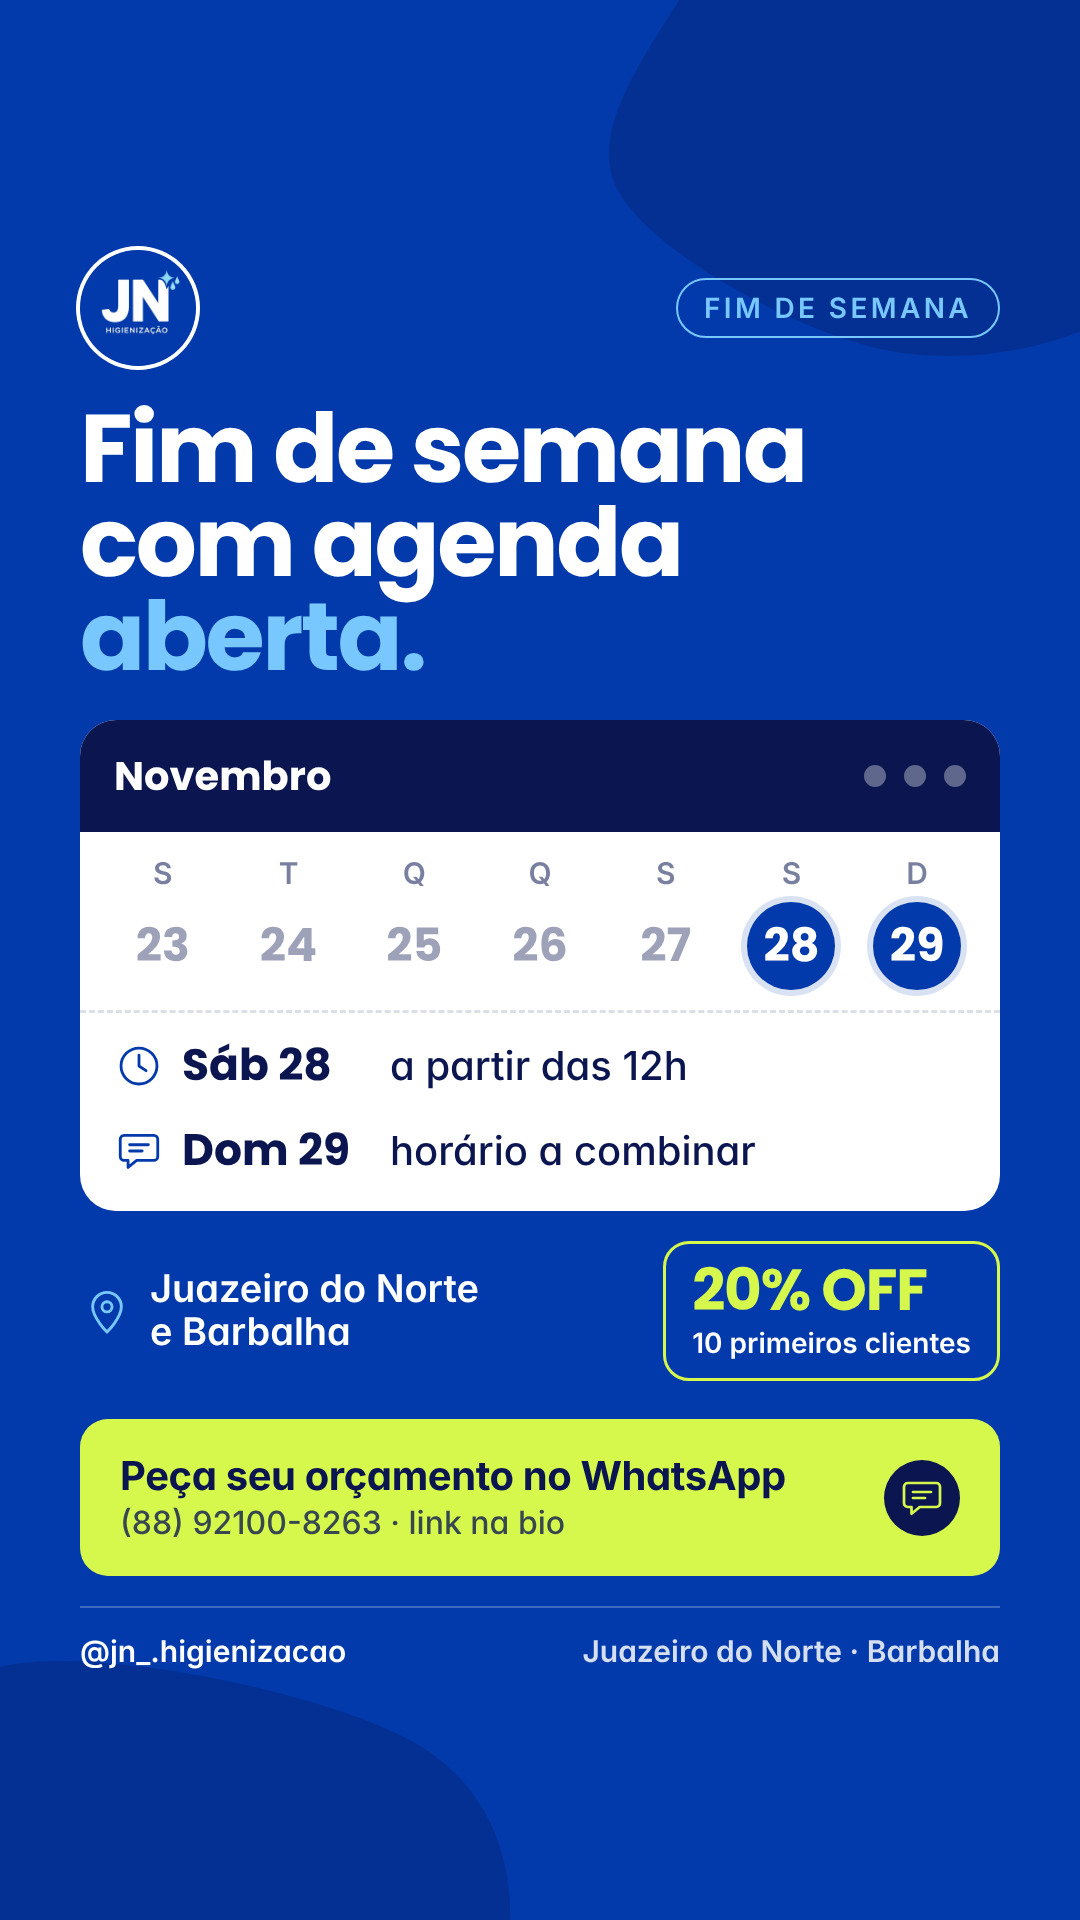 JN
HIGIENIZAÇÃO
FIM DE SEMANA
Fim de semana
com agenda
aberta.
Novembro
S T Q Q S S D
23 24 25 26 27 28 29
Sáb 28 a partir das 12h
Dom 29 horário a combinar
Juazeiro do Norte
e Barbalha
20% OFF
10 primeiros clientes
Peça seu orçamento no WhatsApp
(88) 92100-8263 · link na bio
@jn_.higienizacao
Juazeiro do Norte · Barbalha